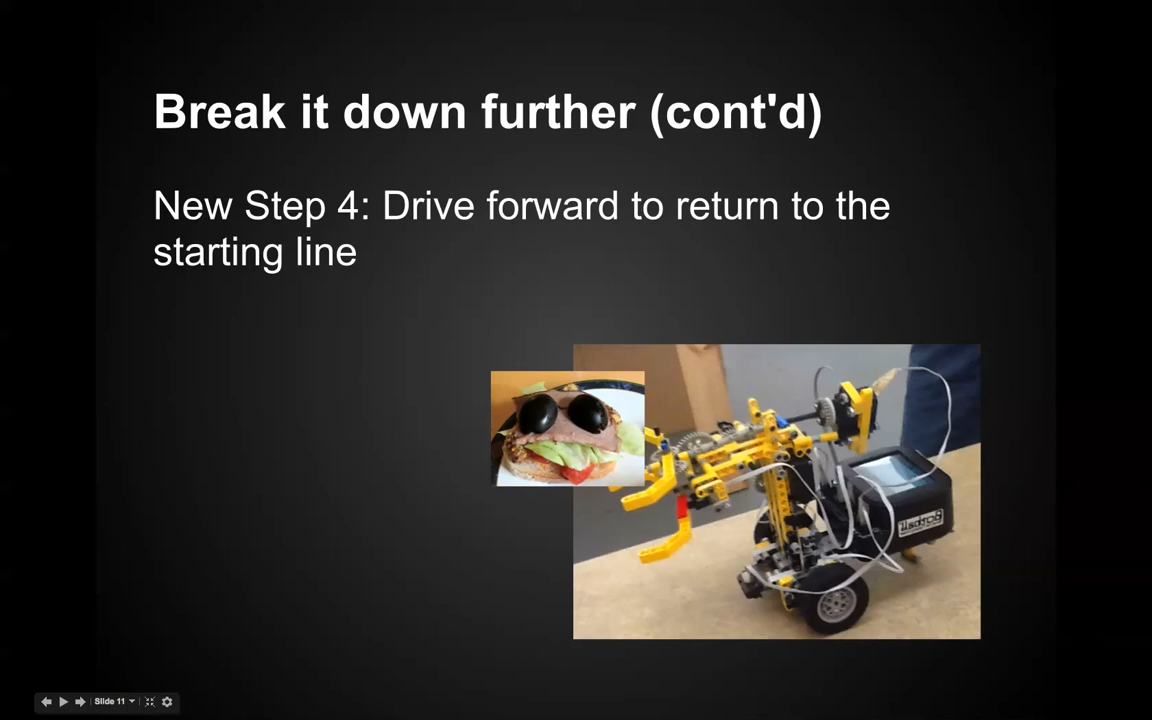 Break it down further (cont'd)
New Step 4: Drive forward to return to the
starting line
Slide 11